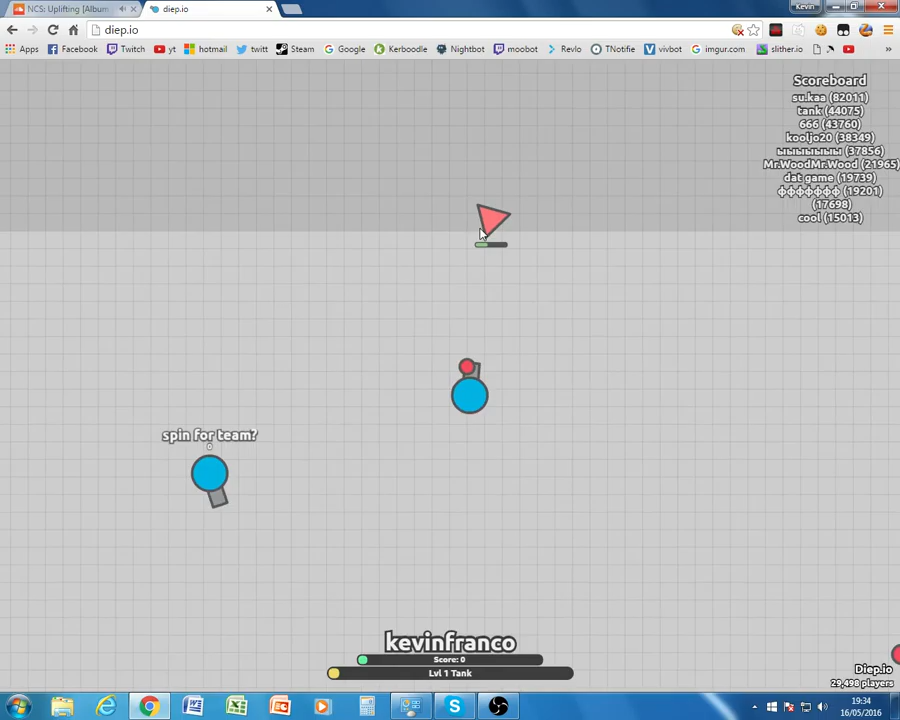 NCS: Uplifting [Album
diep.io
Kevin
diep.io
Apps
Facebook
Twitch
yt
hotmail
twitt
Steam
Google
Kerboodle
Nightbot
moobot
Revlo
TNotifie
vivbot
imgur.com
slither.io
Scoreboard
su.kaa (82011)
tank (44075)
666 (43760)
kooljo20 (38349)
ыыыыыыы (37856)
Mr.WoodMr.Wood (21965)
dat game (19739)
ффффффф (19201)
(17698)
cool (15013)
spin for team?
0
kevinfranco
Score: 0
Lvl 1 Tank
Diep.io
29,498 players
19:34
16/05/2016